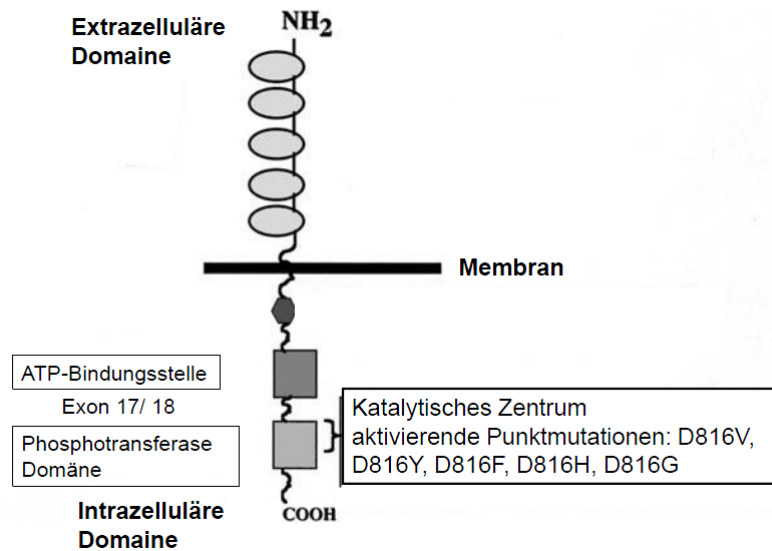 Extrazelluläre
Domaine
NH2
Membran
ATP-Bindungsstelle
Exon 17/ 18
Phosphotransferase
Domäne
Katalytisches Zentrum
aktivierende Punktmutationen: D816V,
D816Y, D816F, D816H, D816G
Intrazelluläre
Domaine
COOH